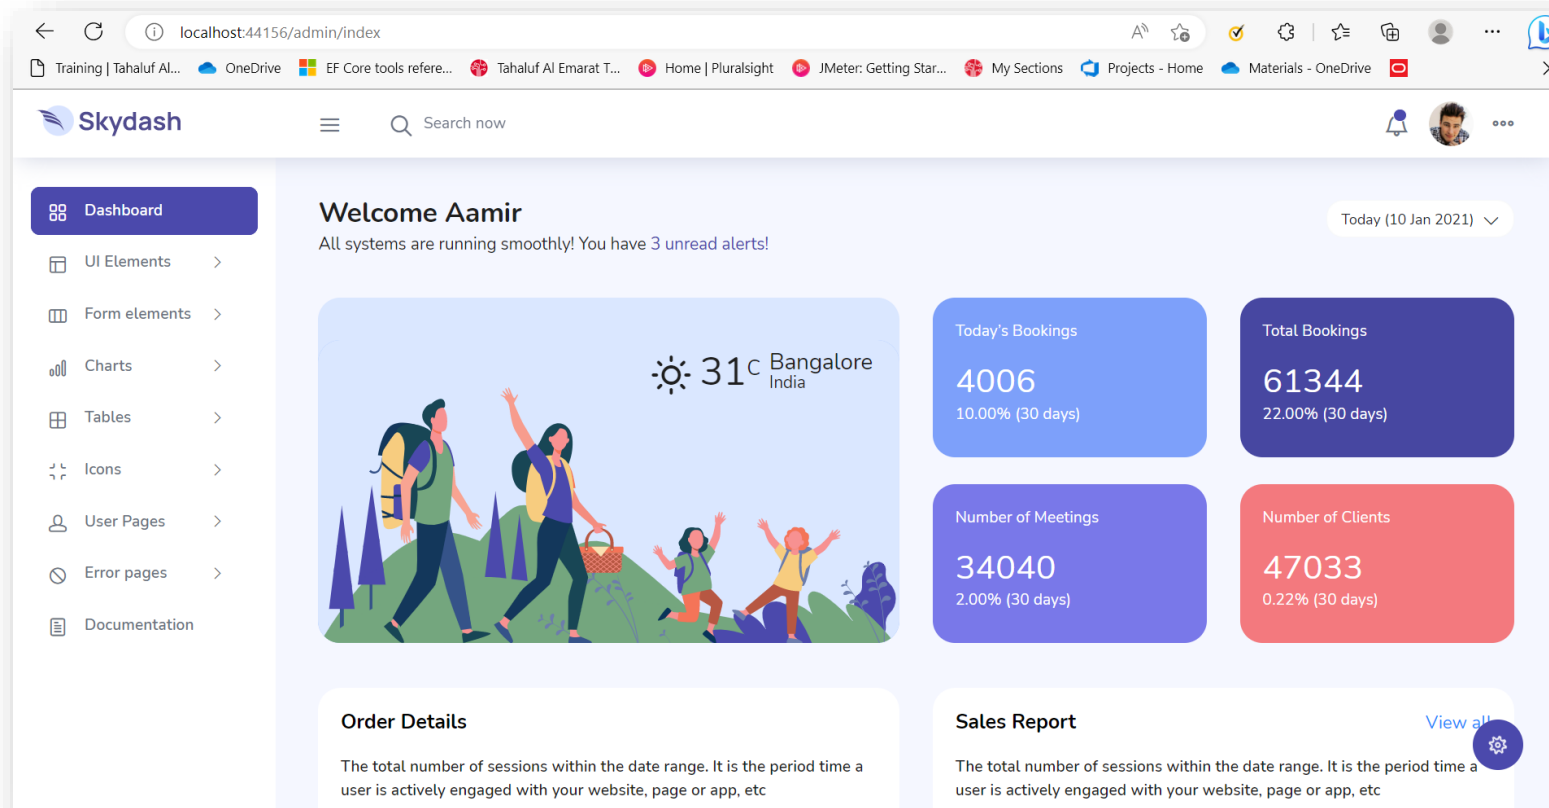 localhost:44156/admin/index
Training | Tahaluf Al...
OneDrive
EF Core tools refere...
Tahaluf Al Emarat T...
Home | Pluralsight
JMeter: Getting Star...
My Sections
Projects - Home
Materials - OneDrive
Skydash
Search now
Dashboard
UI Elements
Form elements
Charts
Tables
Icons
User Pages
Error pages
Documentation
Welcome Aamir
All systems are running smoothly! You have 3 unread alerts!
Today (10 Jan 2021)
31 C Bangalore
India
Today's Bookings
4006
10.00% (30 days)
Total Bookings
61344
22.00% (30 days)
Number of Meetings
34040
2.00% (30 days)
Number of Clients
47033
0.22% (30 days)
Order Details
The total number of sessions within the date range. It is the period time a
user is actively engaged with your website, page or app, etc
Sales Report
View all
The total number of sessions within the date range. It is the period time a
user is actively engaged with your website, page or app, etc